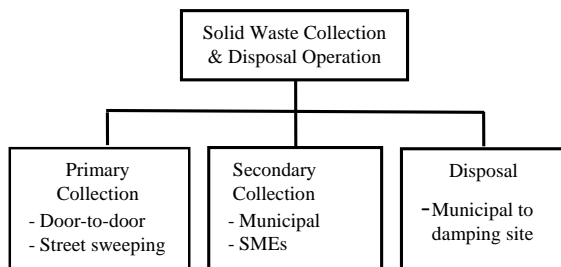 Solid Waste Collection
& Disposal Operation
Primary
Collection
- Door-to-door
- Street sweeping
Secondary
Collection
- Municipal
- SMEs
Disposal
-Municipal to
damping site